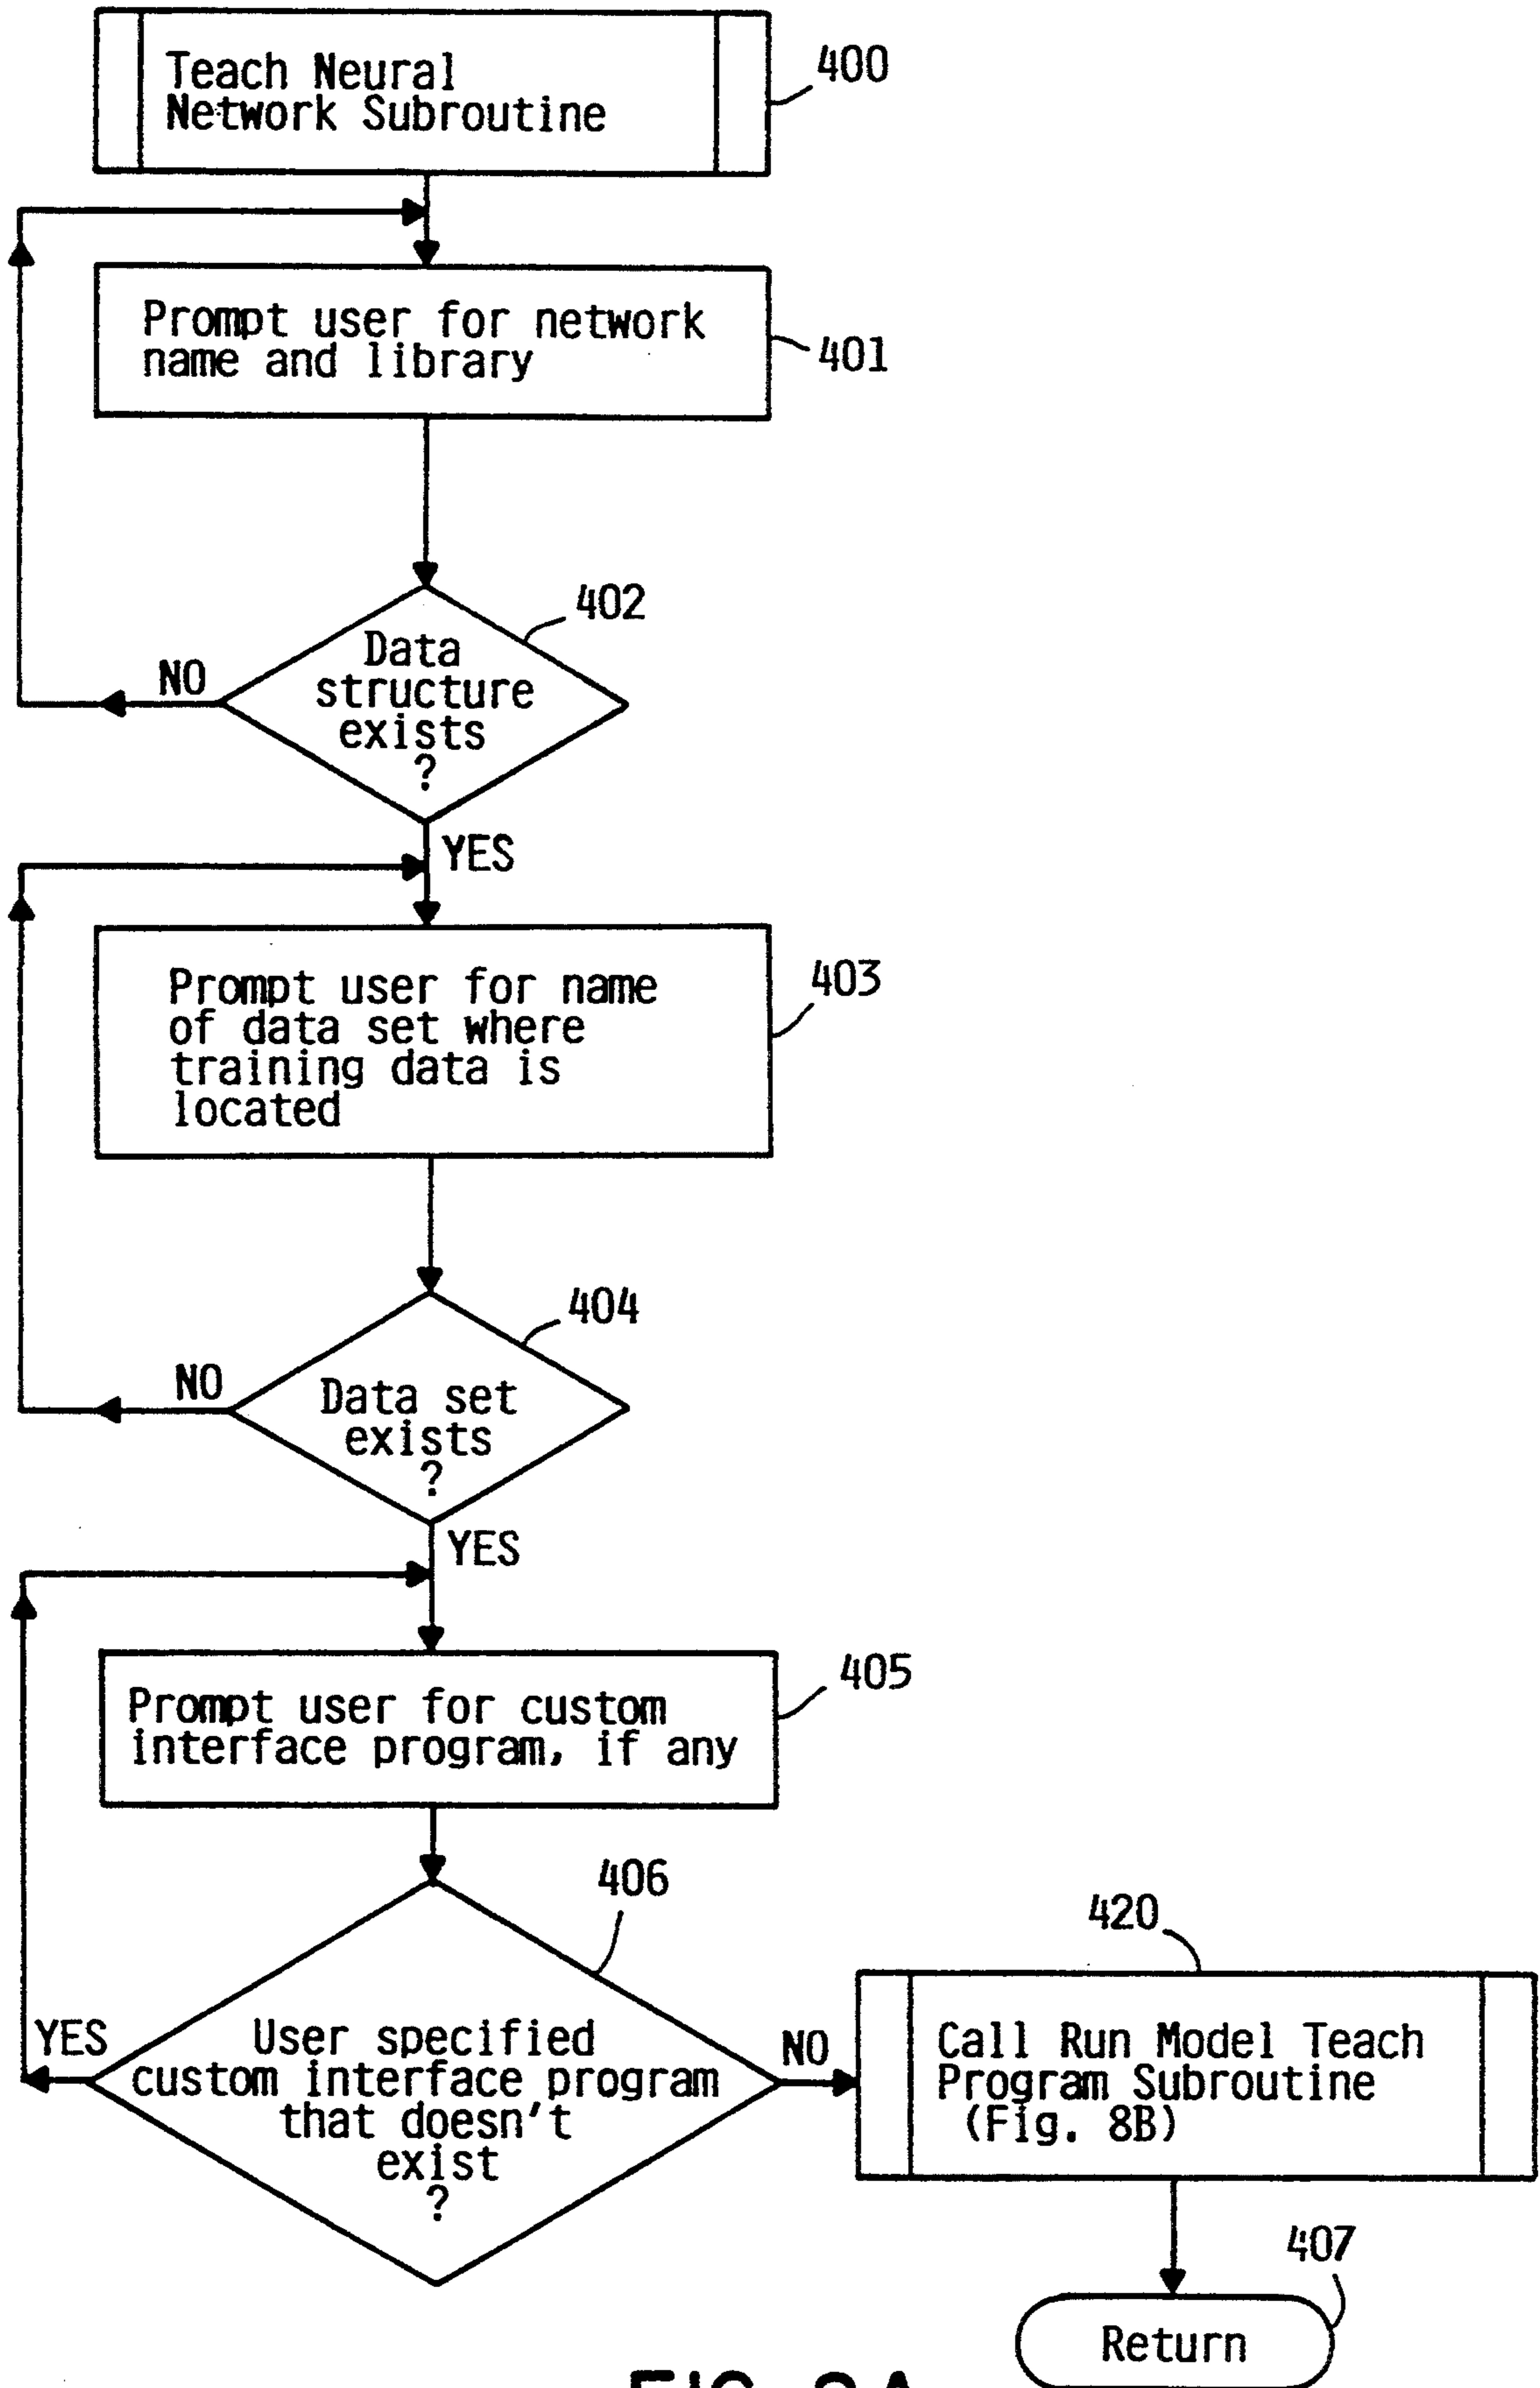 Teach Neural
Network Subroutine
400
Prompt user for network
name and library
401
402
Data
structure
exists
?
NO
YES
Prompt user for name
of data set where
training data is
located
403
404
Data set
exists
?
NO
YES
Prompt user for custom
interface program, if any
405
406
User specified
custom interface program
that doesn't
exist
?
YES
NO
420
Call Run Model Teach
Program Subroutine
(Fig. 8B)
407
Return